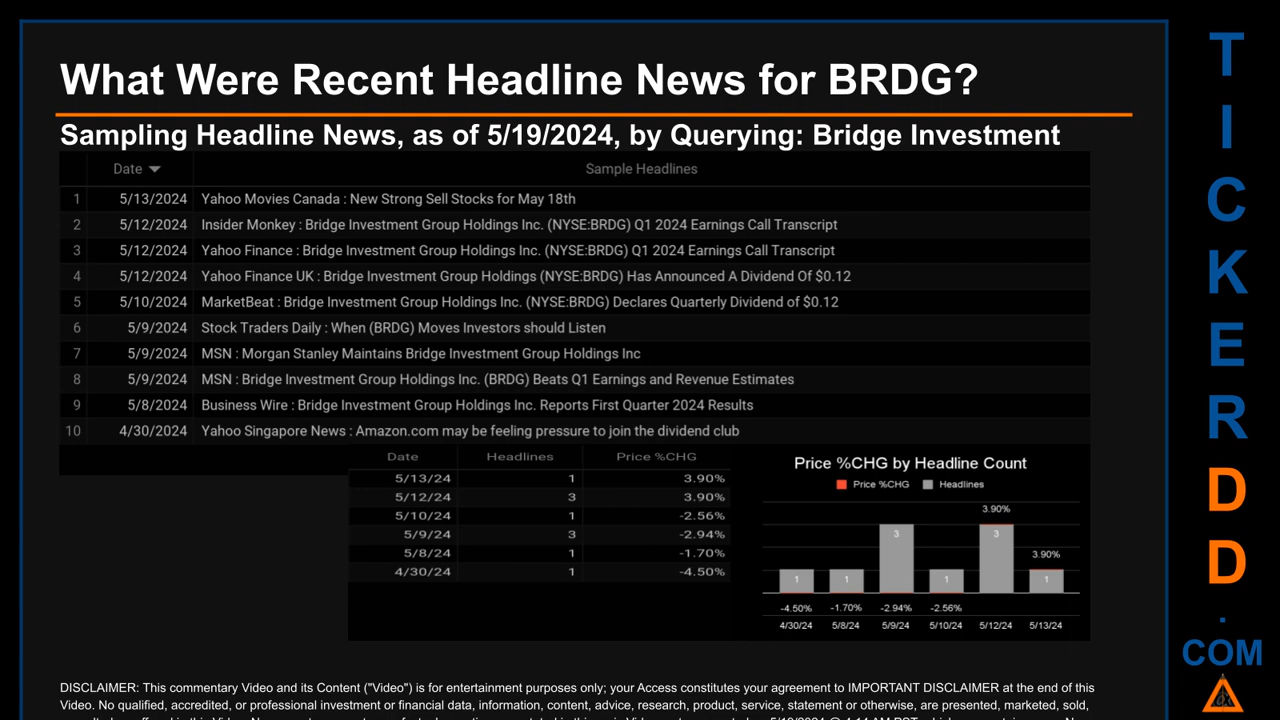 What Were Recent Headline News for BRDG?
Sampling Headline News, as of 5/19/2024, by Querying: Bridge Investment
Date Sample Headlines
1 5/13/2024 Yahoo Movies Canada : New Strong Sell Stocks for May 18th
2 5/12/2024 Insider Monkey : Bridge Investment Group Holdings Inc. (NYSE:BRDG) Q1 2024 Earnings Call Transcript
3 5/12/2024 Yahoo Finance : Bridge Investment Group Holdings Inc. (NYSE:BRDG) Q1 2024 Earnings Call Transcript
4 5/12/2024 Yahoo Finance UK : Bridge Investment Group Holdings (NYSE:BRDG) Has Announced A Dividend Of $0.12
5 5/10/2024 MarketBeat : Bridge Investment Group Holdings Inc. (NYSE:BRDG) Declares Quarterly Dividend of $0.12
6 5/9/2024 Stock Traders Daily : When (BRDG) Moves Investors should Listen
7 5/9/2024 MSN : Morgan Stanley Maintains Bridge Investment Group Holdings Inc
8 5/9/2024 MSN : Bridge Investment Group Holdings Inc. (BRDG) Beats Q1 Earnings and Revenue Estimates
9 5/8/2024 Business Wire : Bridge Investment Group Holdings Inc. Reports First Quarter 2024 Results
10 4/30/2024 Yahoo Singapore News : Amazon.com may be feeling pressure to join the dividend club
Date Headlines Price %CHG
5/13/24 1 3.90%
5/12/24 3 3.90%
5/10/24 1 -2.56%
5/9/24 3 -2.94%
5/8/24 1 -1.70%
4/30/24 1 -4.50%
Price %CHG by Headline Count
Price %CHG Headlines
3.90%
3 3
3.90%
1 1 1 1
-4.50% -1.70% -2.94% -2.56%
4/30/24 5/8/24 5/9/24 5/10/24 5/12/24 5/13/24
DISCLAIMER: This commentary Video and its Content ("Video") is for entertainment purposes only; your Access constitutes your agreement to IMPORTANT DISCLAIMER at the end of this
Video. No qualified, accredited, or professional investment or financial data, information, content, advice, research, product, service, statement or otherwise, are presented, marketed, sold,
T
I
C
K
E
R
D
D
.
COM